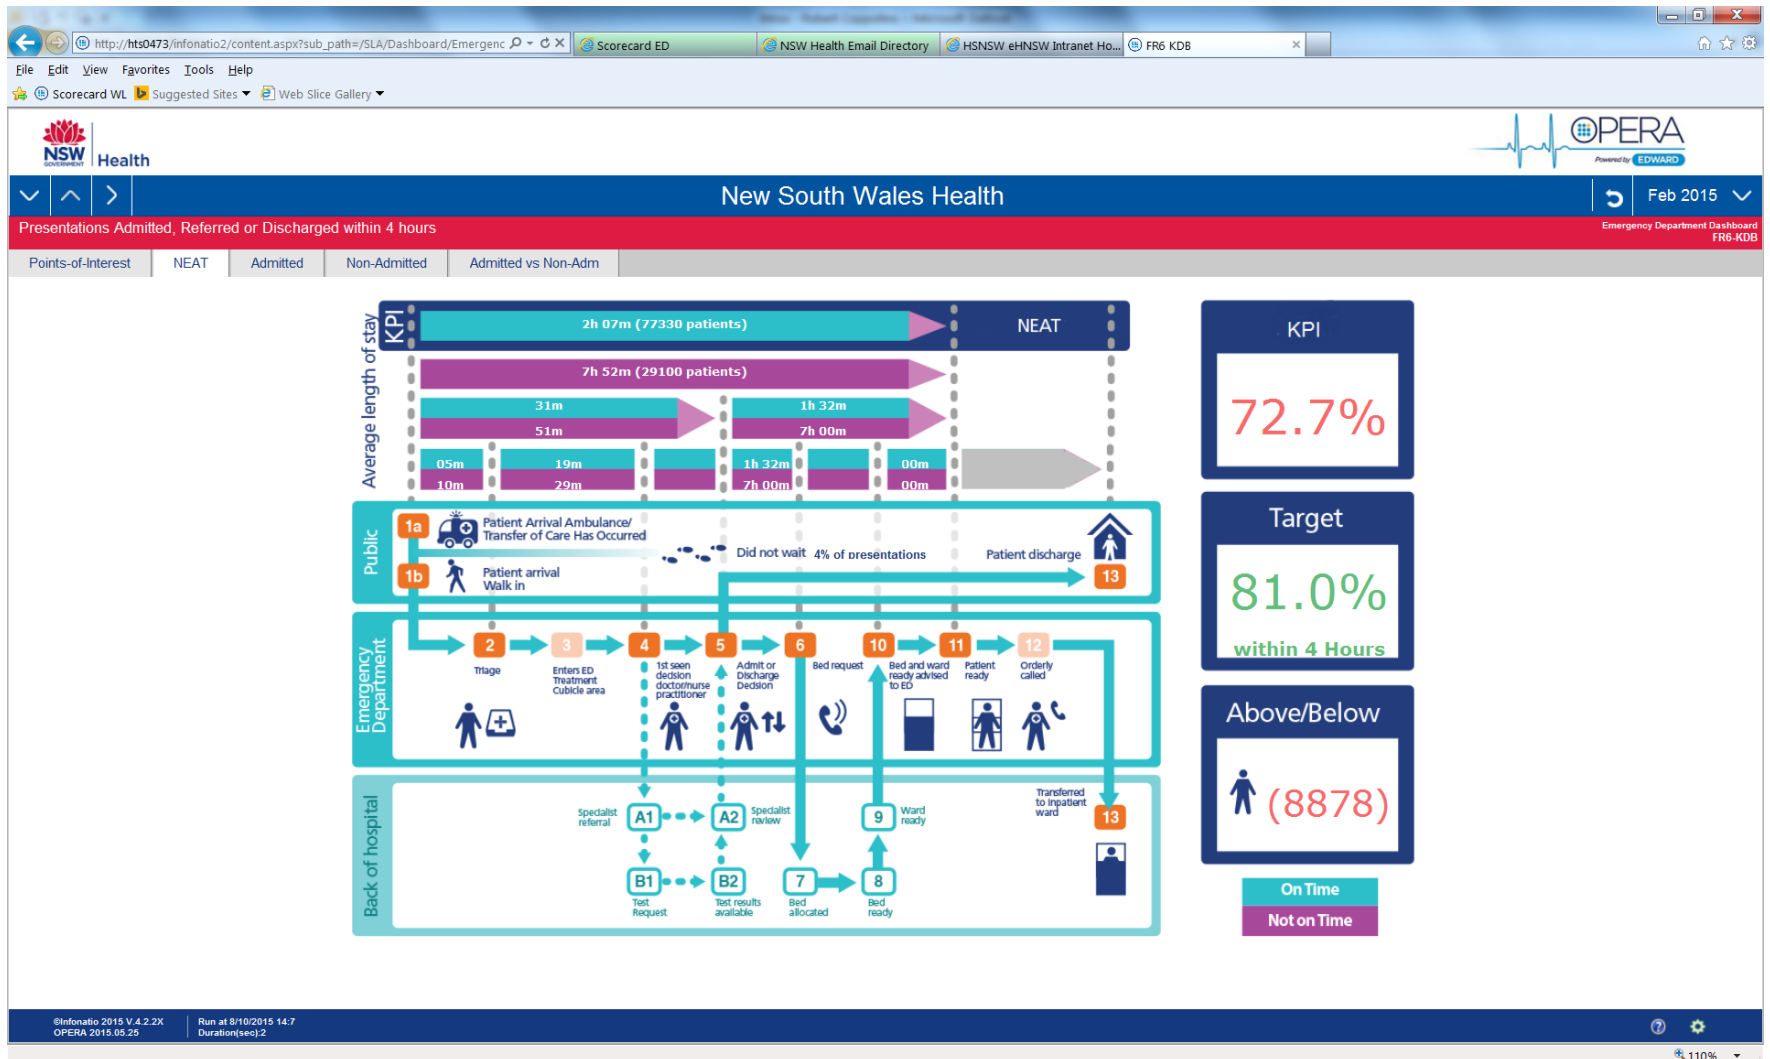 http://hts0473/infonatio2/content.aspx?sub_path=/SLA/Dashboard/Emergenc
Scorecard ED
NSW Health Email Directory
HSNSW eHNSW Intranet Ho...
FR6 KDB
File Edit View Favorites Tools Help
Scorecard WL Suggested Sites Web Slice Gallery
NSW
GOVERNMENT
Health
OPERA
Powered by EDWARD
New South Wales Health
Feb 2015
Presentations Admitted, Referred or Discharged within 4 hours
Emergency Department Dashboard
FR6-KDB
Points-of-Interest NEAT Admitted Non-Admitted Admitted vs Non-Adm
Average length of stay
KPI
2h 07m (77330 patients)
NEAT
7h 52m (29100 patients)
31m 1h 32m
51m 7h 00m
05m 19m 1h 32m 00m
10m 29m 7h 00m 00m
Public
1a
Patient Arrival Ambulance/
Transfer of Care Has Occurred
Did not wait 4% of presentations
Patient discharge
1b
Patient arrival
Walk in
13
Emergency
Department
2
Triage
3
Enters ED
Treatment
Cubicle area
4
1st seen
decision
doctor/nurse
practitioner
5
Admit or
Discharge
Decision
6
Bed request
10
Bed and ward
ready advised
to ED
11
Patient
ready
12
Orderly
called
Back of hospital
Specialist
referral
A1
A2
Specialist
review
9
Ward
ready
Transferred
to inpatient
ward
13
B1
Test
Request
B2
Test results
available
7
Bed
allocated
8
Bed
ready
KPI
72.7%
Target
81.0%
within 4 Hours
Above/Below
(8878)
On Time
Not on Time
©Infonatio 2015 V.4.2.2X
OPERA 2015.05.25
Run at 8/10/2015 14:7
Duration(sec):2
110%